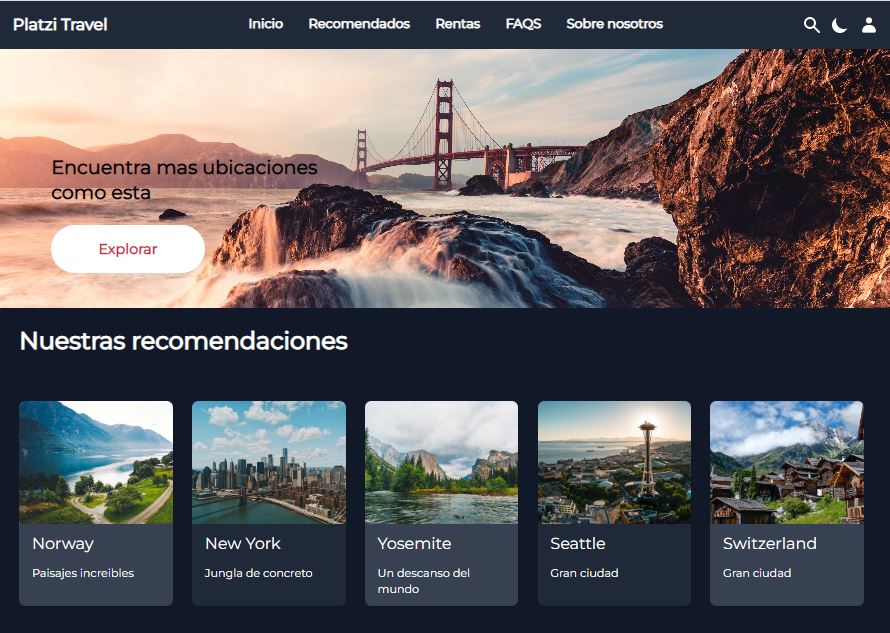 Platzi Travel
Inicio Recomendados Rentas FAQS Sobre nosotros
Encuentra mas ubicaciones
como esta
Explorar
Nuestras recomendaciones
Norway
Paisajes increibles
New York
Jungla de concreto
Yosemite
Un descanso del
mundo
Seattle
Gran ciudad
Switzerland
Gran ciudad